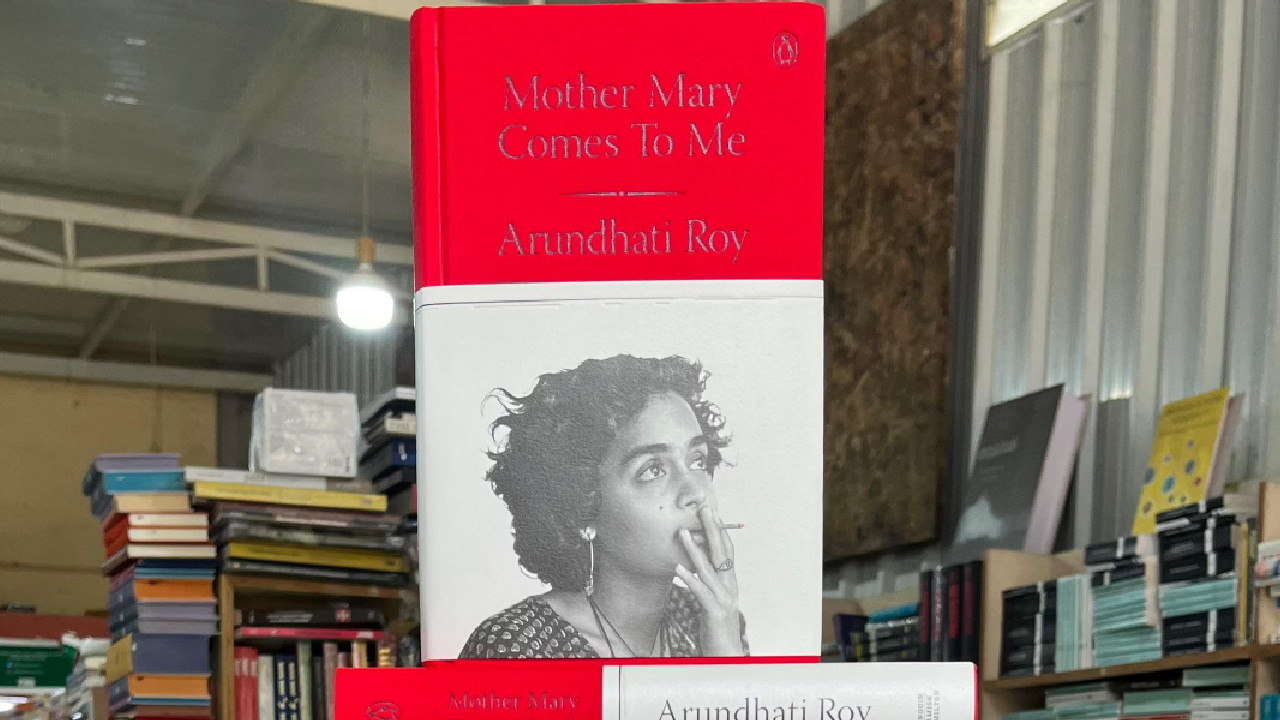 Mother Mary
Comes To Me
Arundhati Roy
Mother Mary
Arundhati Roy